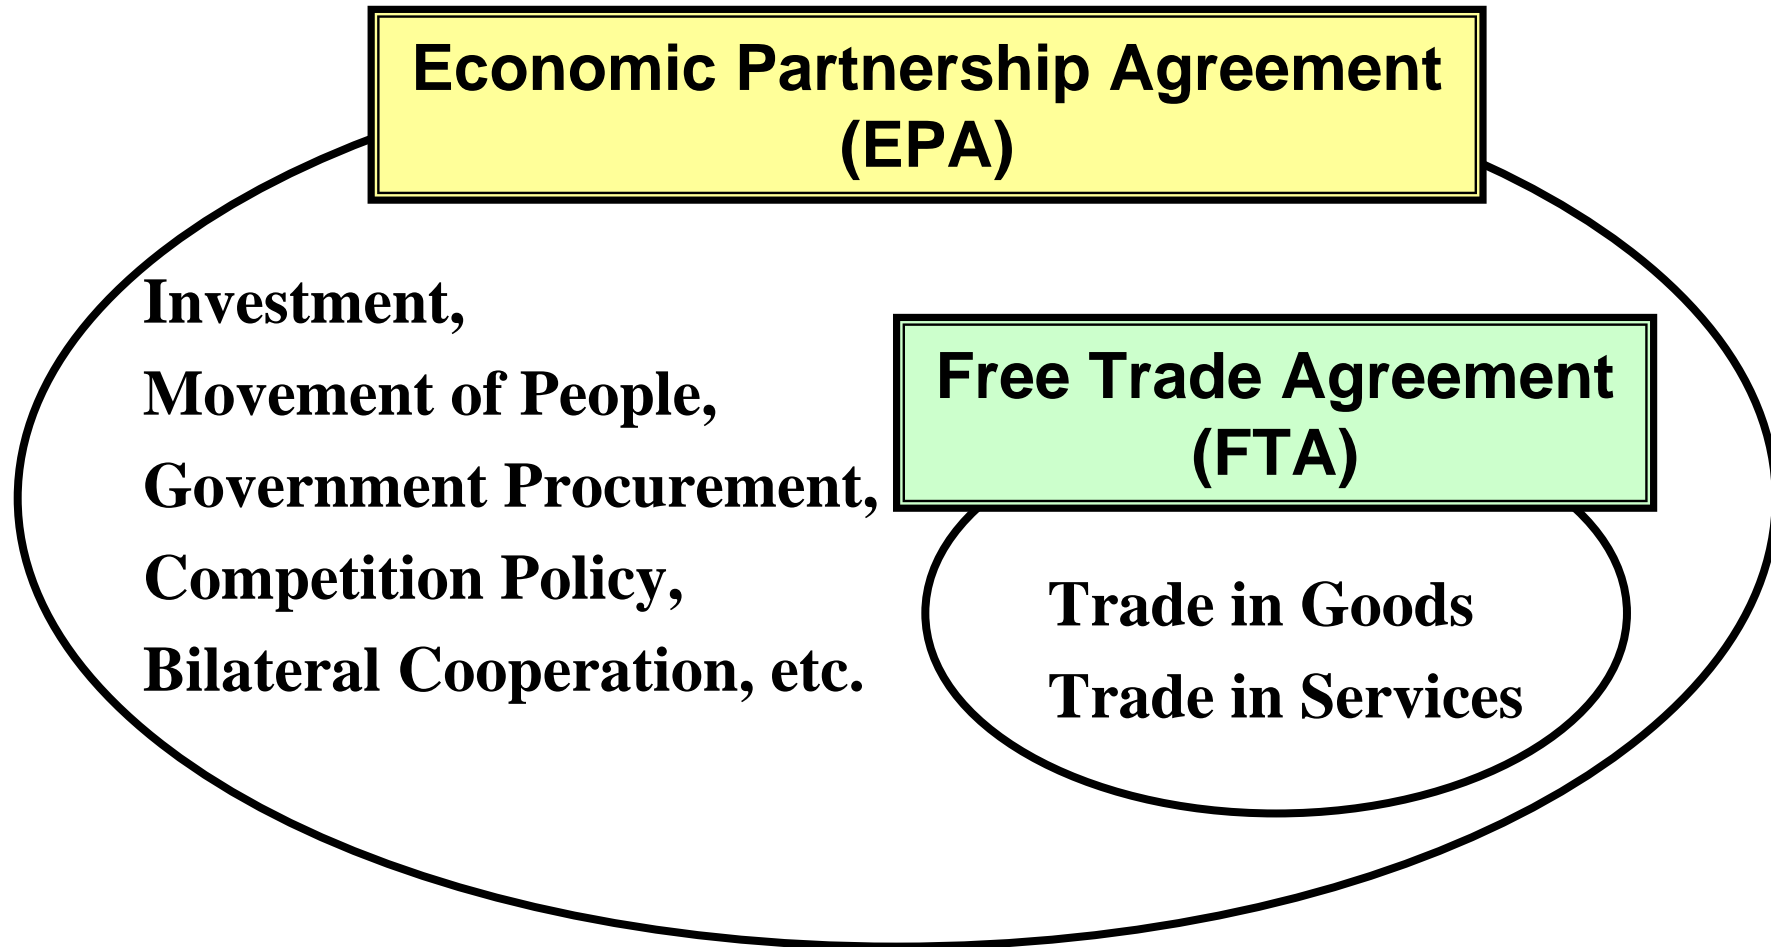 Economic Partnership Agreement
(EPA)
Investment,
Movement of People,
Government Procurement,
Competition Policy,
Bilateral Cooperation, etc.
Free Trade Agreement
(FTA)
Trade in Goods
Trade in Services